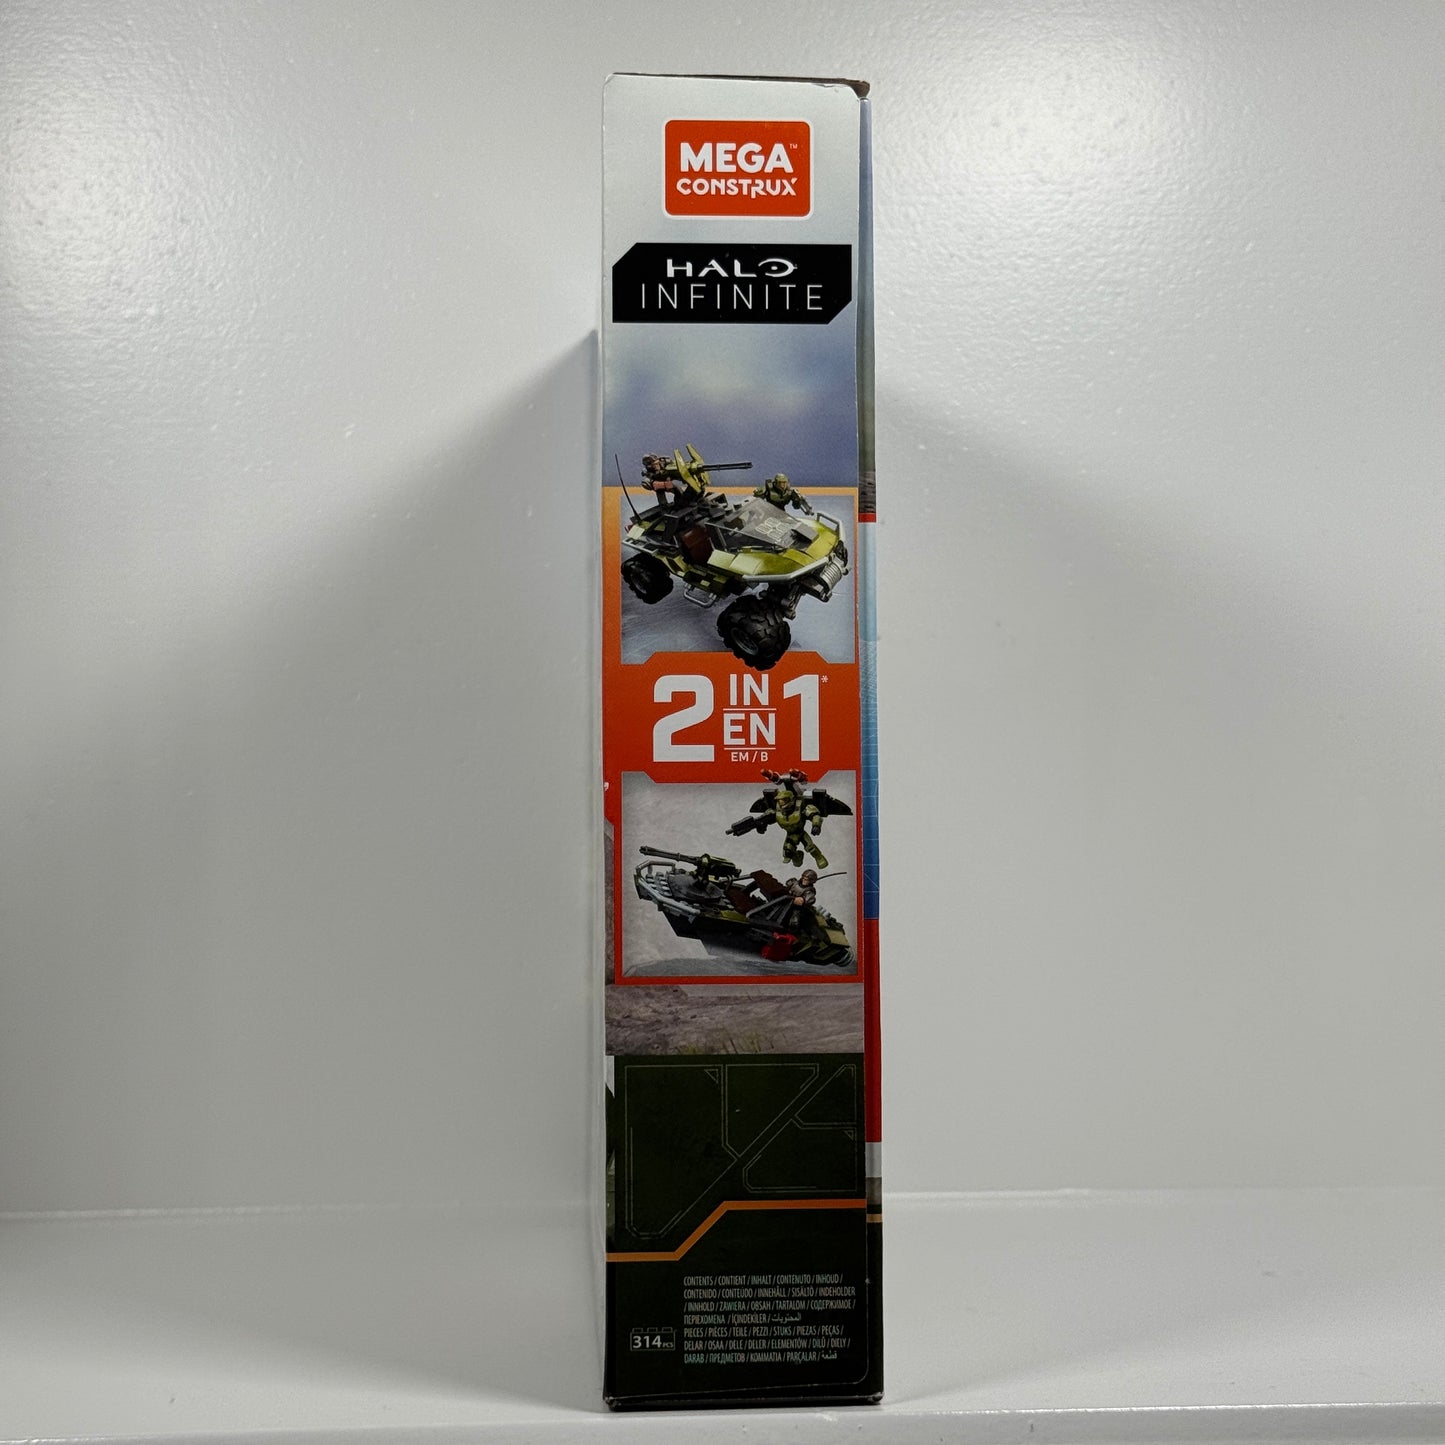 MEGA™
CONSTRUX
HALO
INFINITE
2 IN 1*
EN
EM / B
CONTENTS / CONTIENT / INHALT / CONTENUTO / INHOUD /
CONTENIDO / CONTEÚDO / INNEHÅLL / SISÄLTÖ / INDEHOLDER
/ INNHOLD / ZAWIERA / OBSAH / TARTALOM / СОДЕРЖИМОЕ /
ΠΕΡΙΕΧΟΜΕΝΑ / İÇİNDEKİLER / المحتويات
314 PCS
PIECES / PIÈCES / TEILE / PEZZI / STUKS / PIEZAS / PEÇAS /
DELAR / OSAA / DELE / DELER / ELEMENTÓW / DÍLŮ / DIELY /
DARAB / ПРЕДМЕТОВ / ΚΟΜΜΑΤΙΑ / PARÇALAR / قطعة